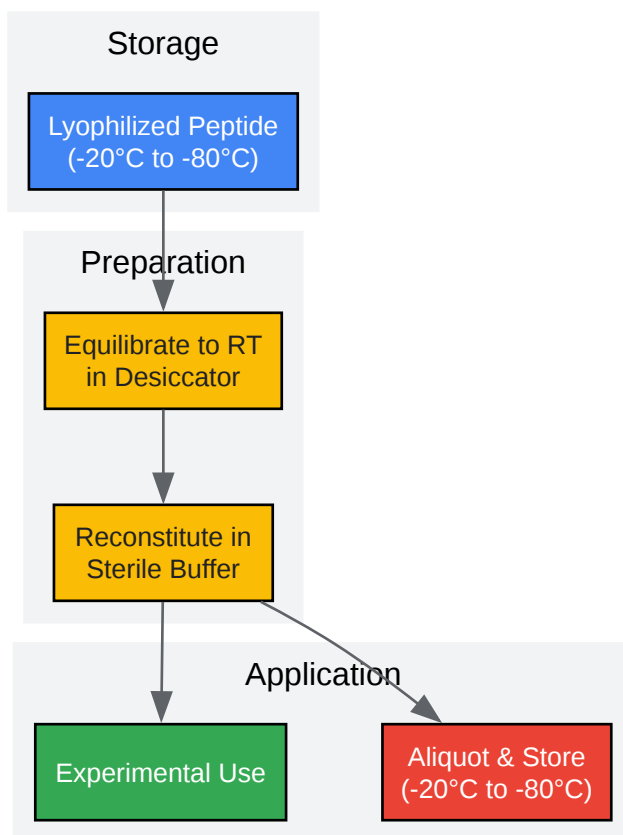 Storage
Lyophilized Peptide
(-20°C to -80°C)
Preparation
Equilibrate to RT
in Desiccator
Reconstitute in
Sterile Buffer
Application
Experimental Use
Aliquot & Store
(-20°C to -80°C)